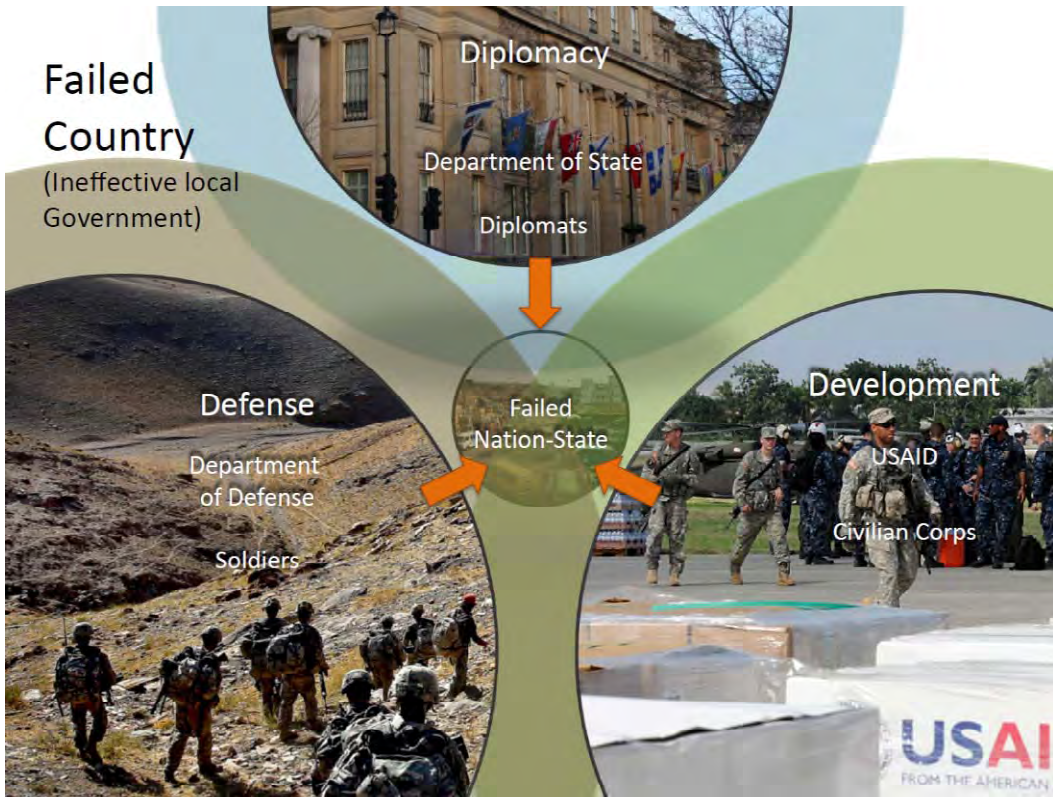 Failed
Country
(Ineffective local
Government)
Diplomacy
Department of State
Diplomats
Defense
Department
of Defense
Soldiers
Failed
Nation-State
Development
USAID
Civilian Corps
USAI
FROM THE AMERICAN